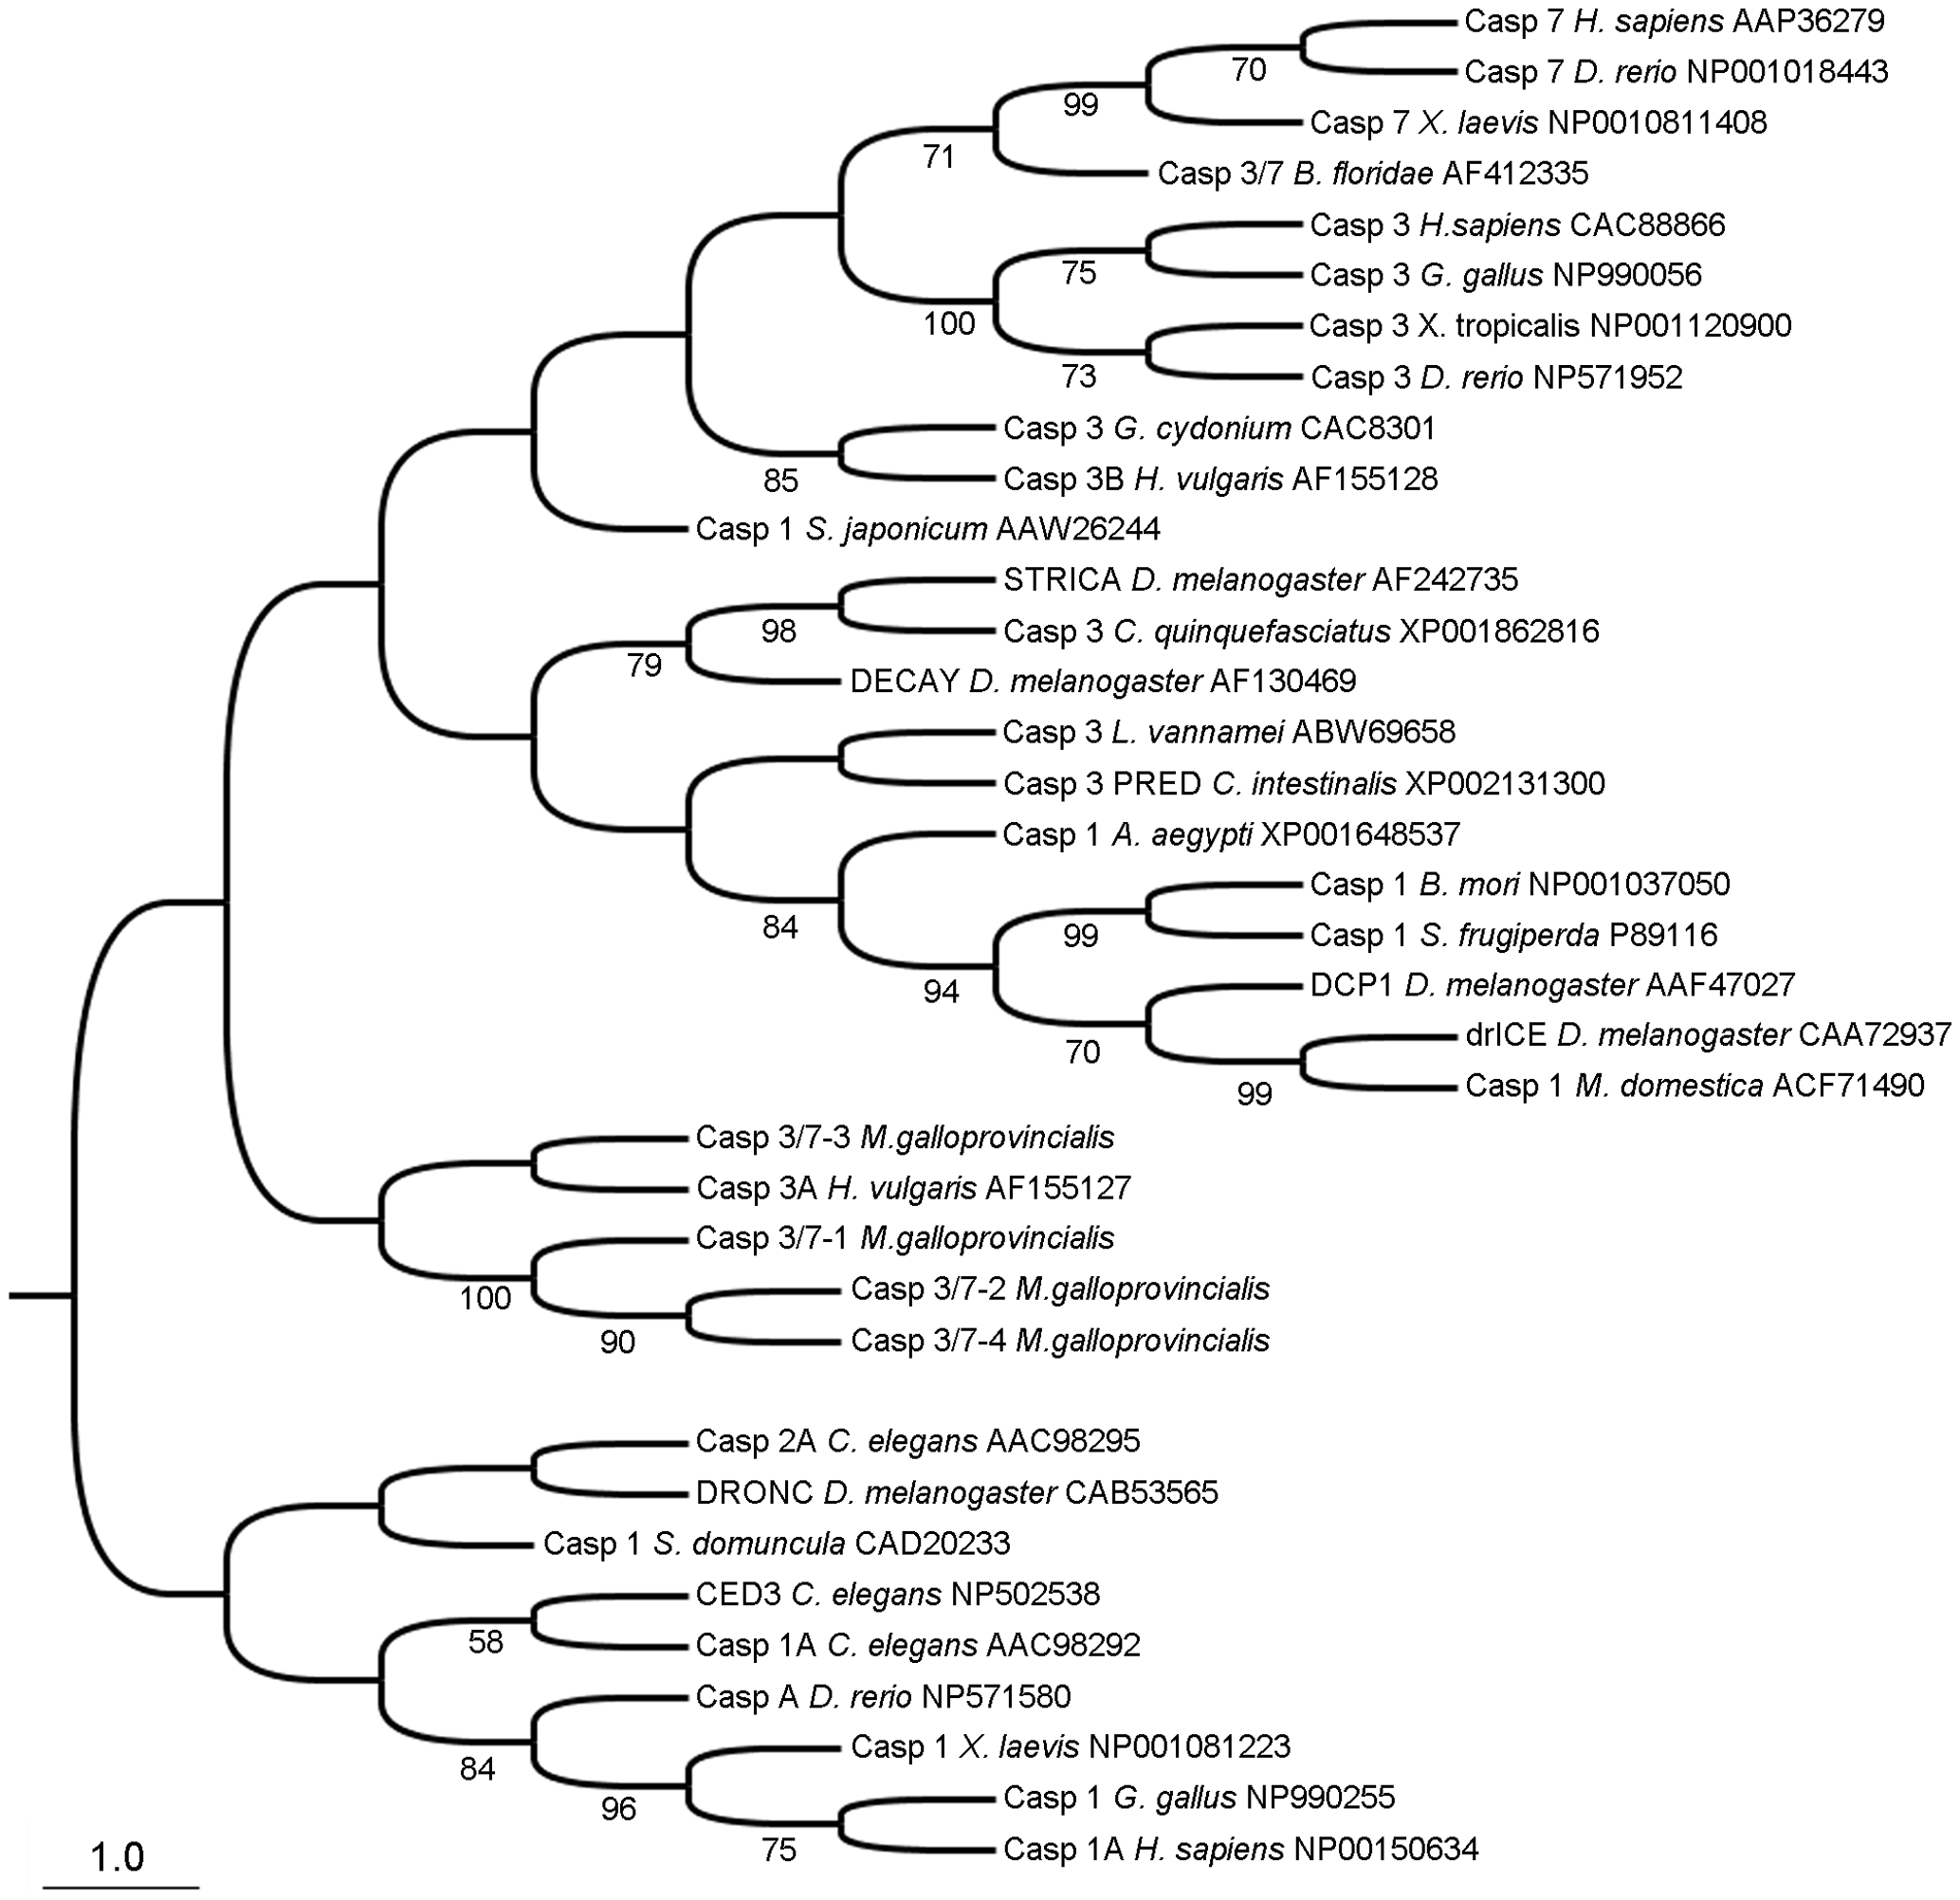 Casp 7 H. sapiens AAP36279
70
Casp 7 D. rerio NP001018443
99
Casp 7 X. laevis NP0010811408
71
Casp 3/7 B. floridae AF412335
Casp 3 H.sapiens CAC88866
75
Casp 3 G. gallus NP990056
100
Casp 3 X. tropicalis NP001120900
73
Casp 3 D. rerio NP571952
Casp 3 G. cydonium CAC8301
85
Casp 3B H. vulgaris AF155128
Casp 1 S. japonicum AAW26244
STRICA D. melanogaster AF242735
98
Casp 3 C. quinquefasciatus XP001862816
79
DECAY D. melanogaster AF130469
Casp 3 L. vannamei ABW69658
Casp 3 PRED C. intestinalis XP002131300
Casp 1 A. aegypti XP001648537
84
Casp 1 B. mori NP001037050
99
Casp 1 S. frugiperda P89116
94
DCP1 D. melanogaster AAF47027
70
drICE D. melanogaster CAA72937
99
Casp 1 M. domestica ACF71490
Casp 3/7-3 M.galloprovincialis
Casp 3A H. vulgaris AF155127
Casp 3/7-1 M.galloprovincialis
100
Casp 3/7-2 M.galloprovincialis
90
Casp 3/7-4 M.galloprovincialis
Casp 2A C. elegans AAC98295
DRONC D. melanogaster CAB53565
Casp 1 S. domuncula CAD20233
CED3 C. elegans NP502538
58
Casp 1A C. elegans AAC98292
Casp A D. rerio NP571580
84
Casp 1 X. laevis NP001081223
96
Casp 1 G. gallus NP990255
75
Casp 1A H. sapiens NP00150634
1.0